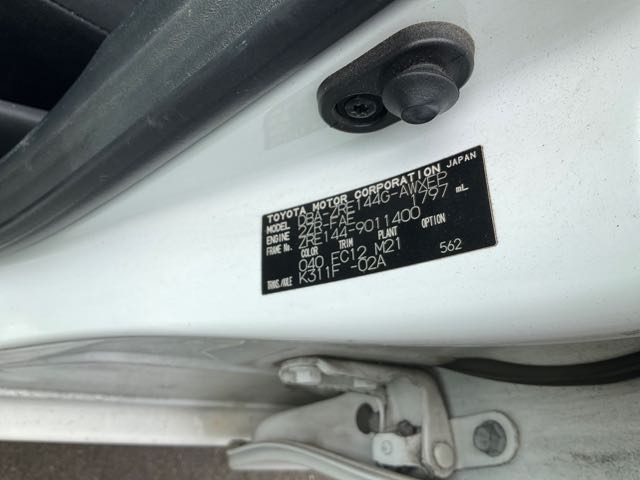 TOYOTA MOTOR CORPORATION JAPAN
MODEL DBA-ZRE144G-AWXEP
ENGINE 2ZR-FAE 1797 mL
FRAME No. ZRE144-9011400
COLOR TRIM PLANT OPTION
040 FC12 M21 562
TRANS./AXLE K311F -02A